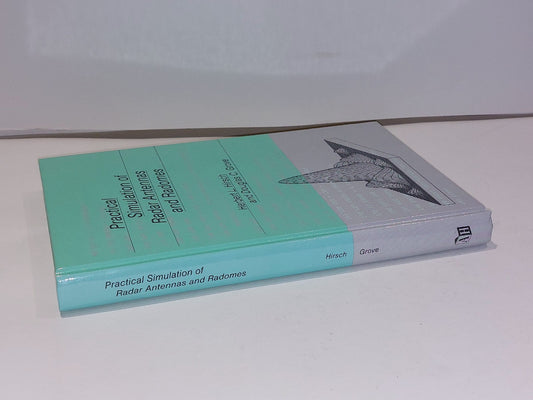 Practical
Simulation of
Radar Antennas
and Radomes
Herbert L. Hirsch
and Douglas C. Grove
Practical Simulation of
Radar Antennas and Radomes
Hirsch
Grove
AH